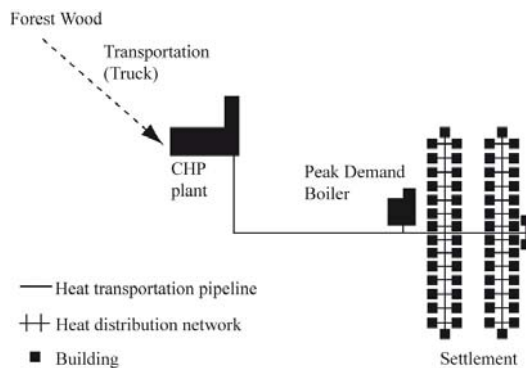 Forest Wood
Transportation
(Truck)
CHP
plant
Peak Demand
Boiler
Heat transportation pipeline
Heat distribution network
Building
Settlement